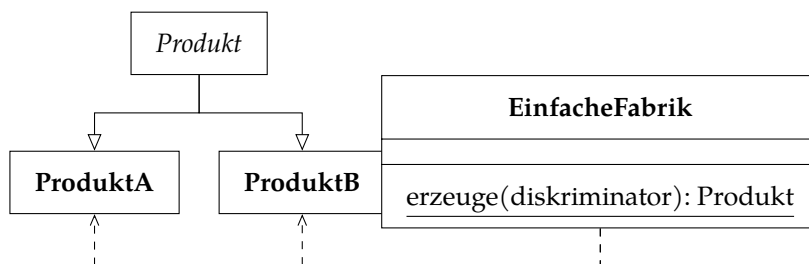 Produkt
EinfacheFabrik
ProduktA
ProduktB
erzeuge(diskriminator): Produkt